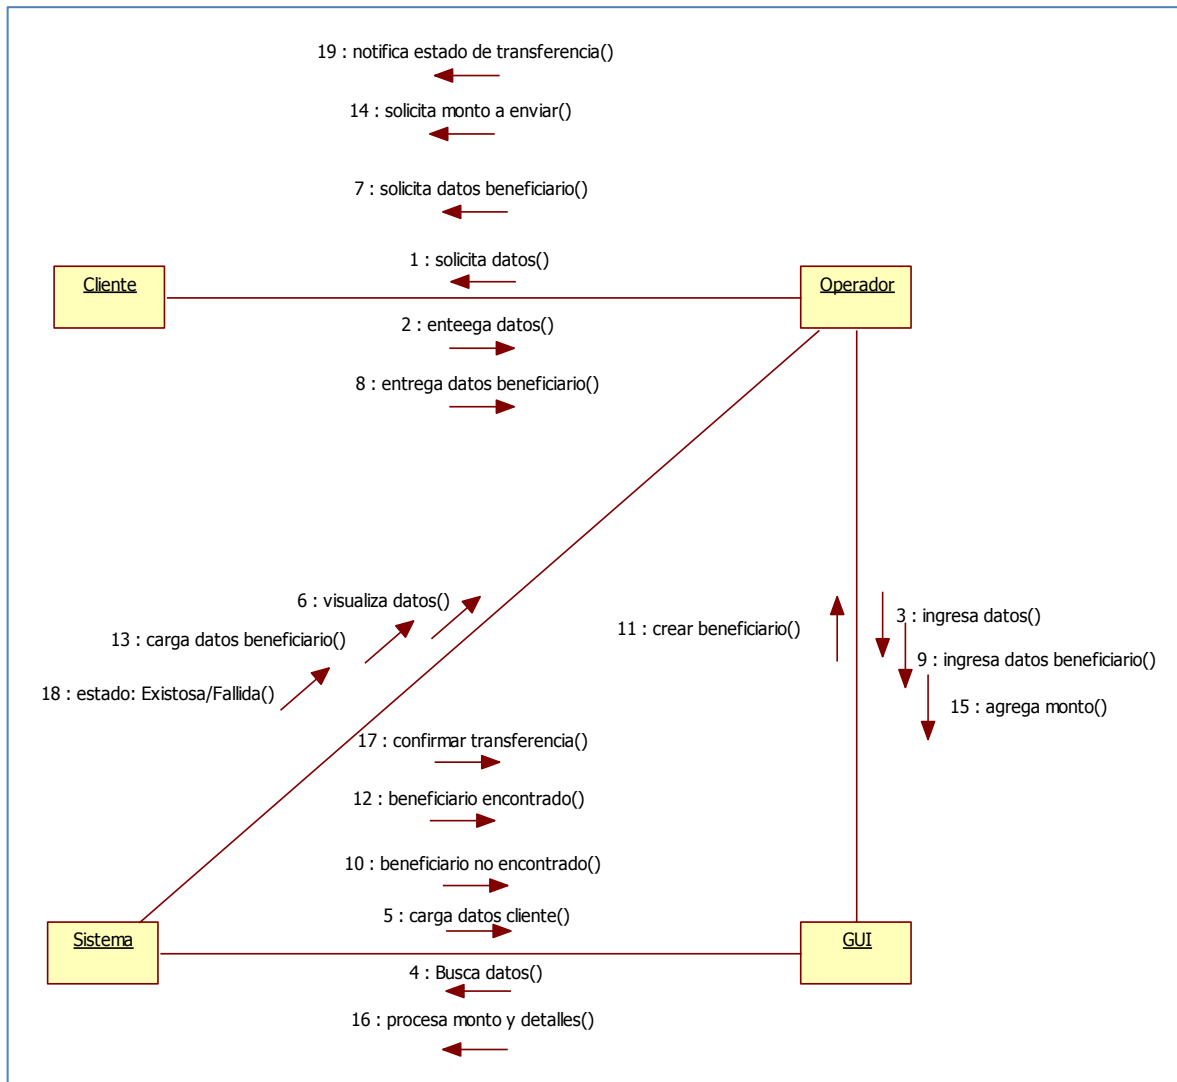 19 : notifica estado de transferencia()
14 : solicita monto a enviar()
7 : solicita datos beneficiario()
1 : solicita datos()
Cliente
Operador
2 : enteega datos()
8 : entrega datos beneficiario()
6 : visualiza datos()
3 : ingresa datos()
11 : crear beneficiario()
13 : carga datos beneficiario()
9 : ingresa datos beneficiario()
18 : estado: Existosa/Fallida()
15 : agrega monto()
17 : confirmar transferencia()
12 : beneficiario encontrado()
10 : beneficiario no encontrado()
5 : carga datos cliente()
Sistema
GUI
4 : Busca datos()
16 : procesa monto y detalles()